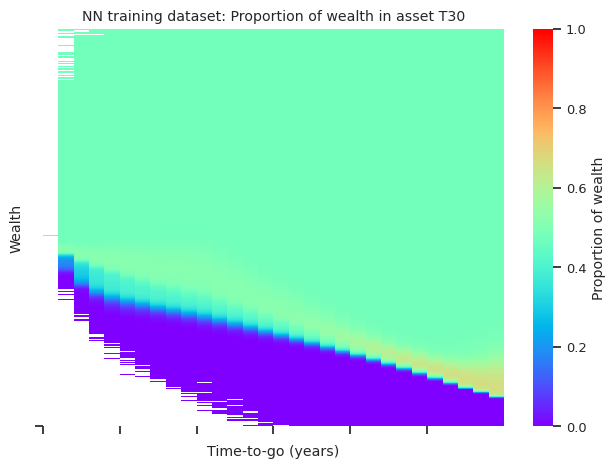 NN training dataset: Proportion of wealth in asset T30
1.0
0.8
0.6
0.4
0.2
0.0
Proportion of wealth
Wealth
Time-to-go (years)